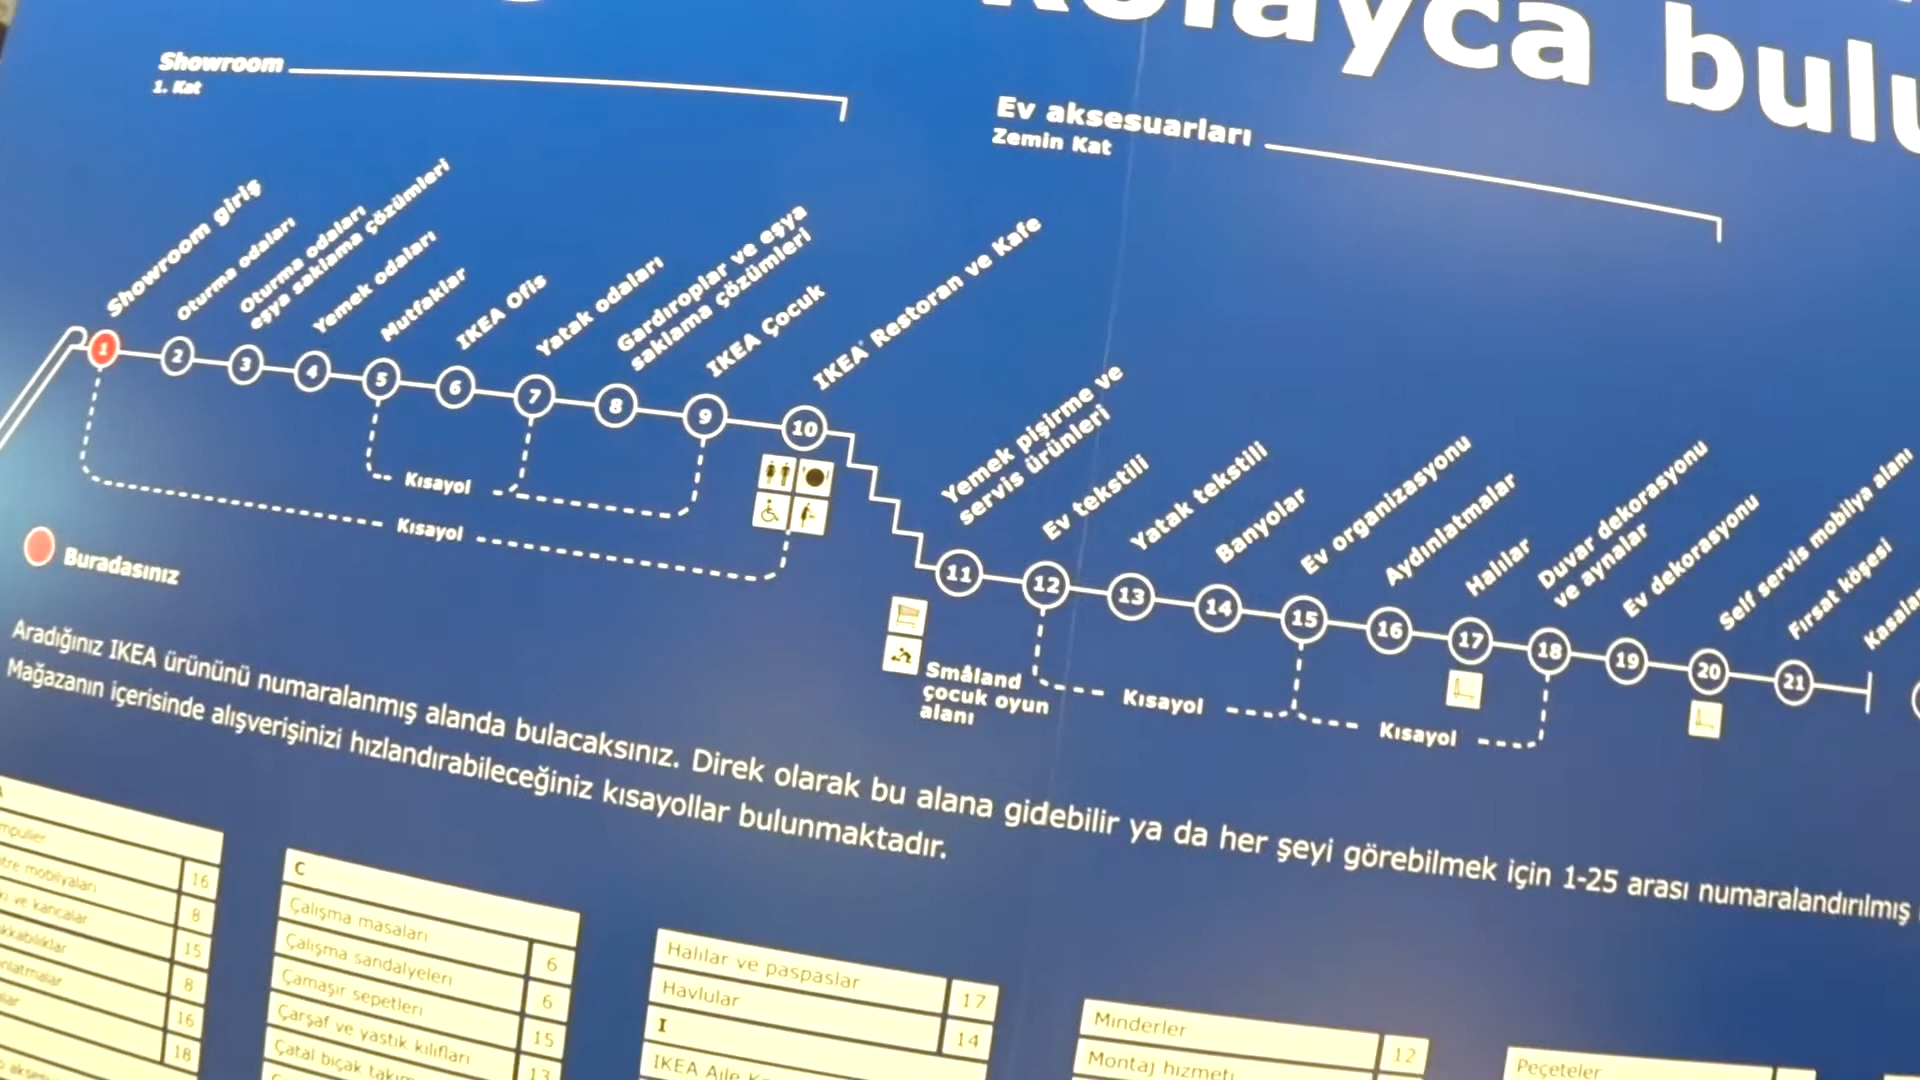 kolayca bulu
Showroom
1. Kat
Ev aksesuarları
Zemin Kat
Showroom giriş
Oturma odaları
Oturma odaları
eşya saklama çözümleri
Yemek odaları
Mutfaklar
IKEA Ofis
Yatak odaları
Gardıroplar ve eşya
saklama çözümleri
IKEA Çocuk
IKEA Restoran ve Kafe
1 2 3 4 5 6 7 8 9 10
Kısayol
Kısayol
Yemek pişirme ve
servis ürünleri
Ev tekstili
Yatak tekstili
Banyolar
Ev organizasyonu
Aydınlatmalar
Halılar
Duvar dekorasyonu
ve aynalar
Ev dekorasyonu
Self servis mobilya alanı
Fırsat köşesi
Kasalar
11 12 13 14 15 16 17 18 19 20 21
Småland
çocuk oyun
alanı
Kısayol
Kısayol
Buradasınız
Aradığınız IKEA ürününü numaralanmış alanda bulacaksınız. Direk olarak bu alana gidebilir ya da her şeyi görebilmek için 1-25 arası numaralandırılmış
Mağazanın içerisinde alışverişinizi hızlandırabileceğiniz kısayollar bulunmaktadır.
16
mobilyaları 8
ve kancalar 15
8
16
18
C
Çalışma masaları 6
Çalışma sandalyeleri 6
Çamaşır sepetleri 15
Çarşaf ve yastık kılıfları 13
Çatal bıçak takım
Halılar ve paspaslar 17
Havlular 14
I
IKEA Aile
Minderler 12
Montaj hizmeti
Peçeteler